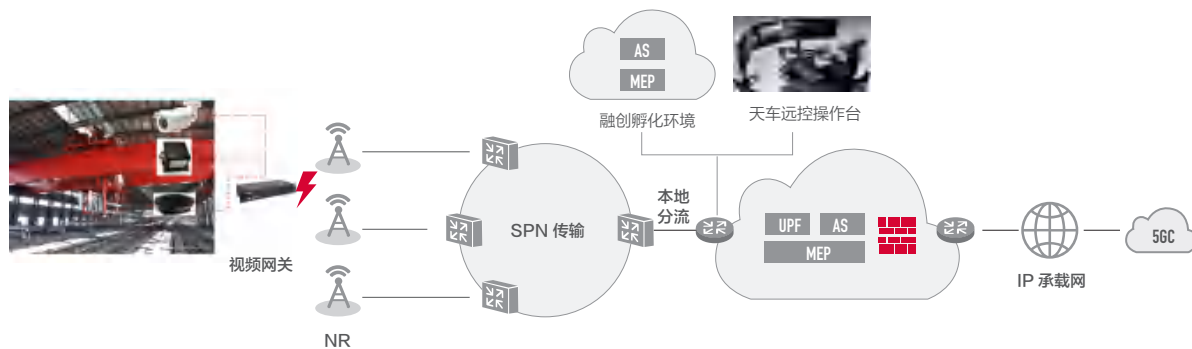 AS
MEP
融创孵化环境
天车远控操作台
视频网关
NR
SPN 传输
本地
分流
UPF
AS
MEP
IP 承载网
5GC